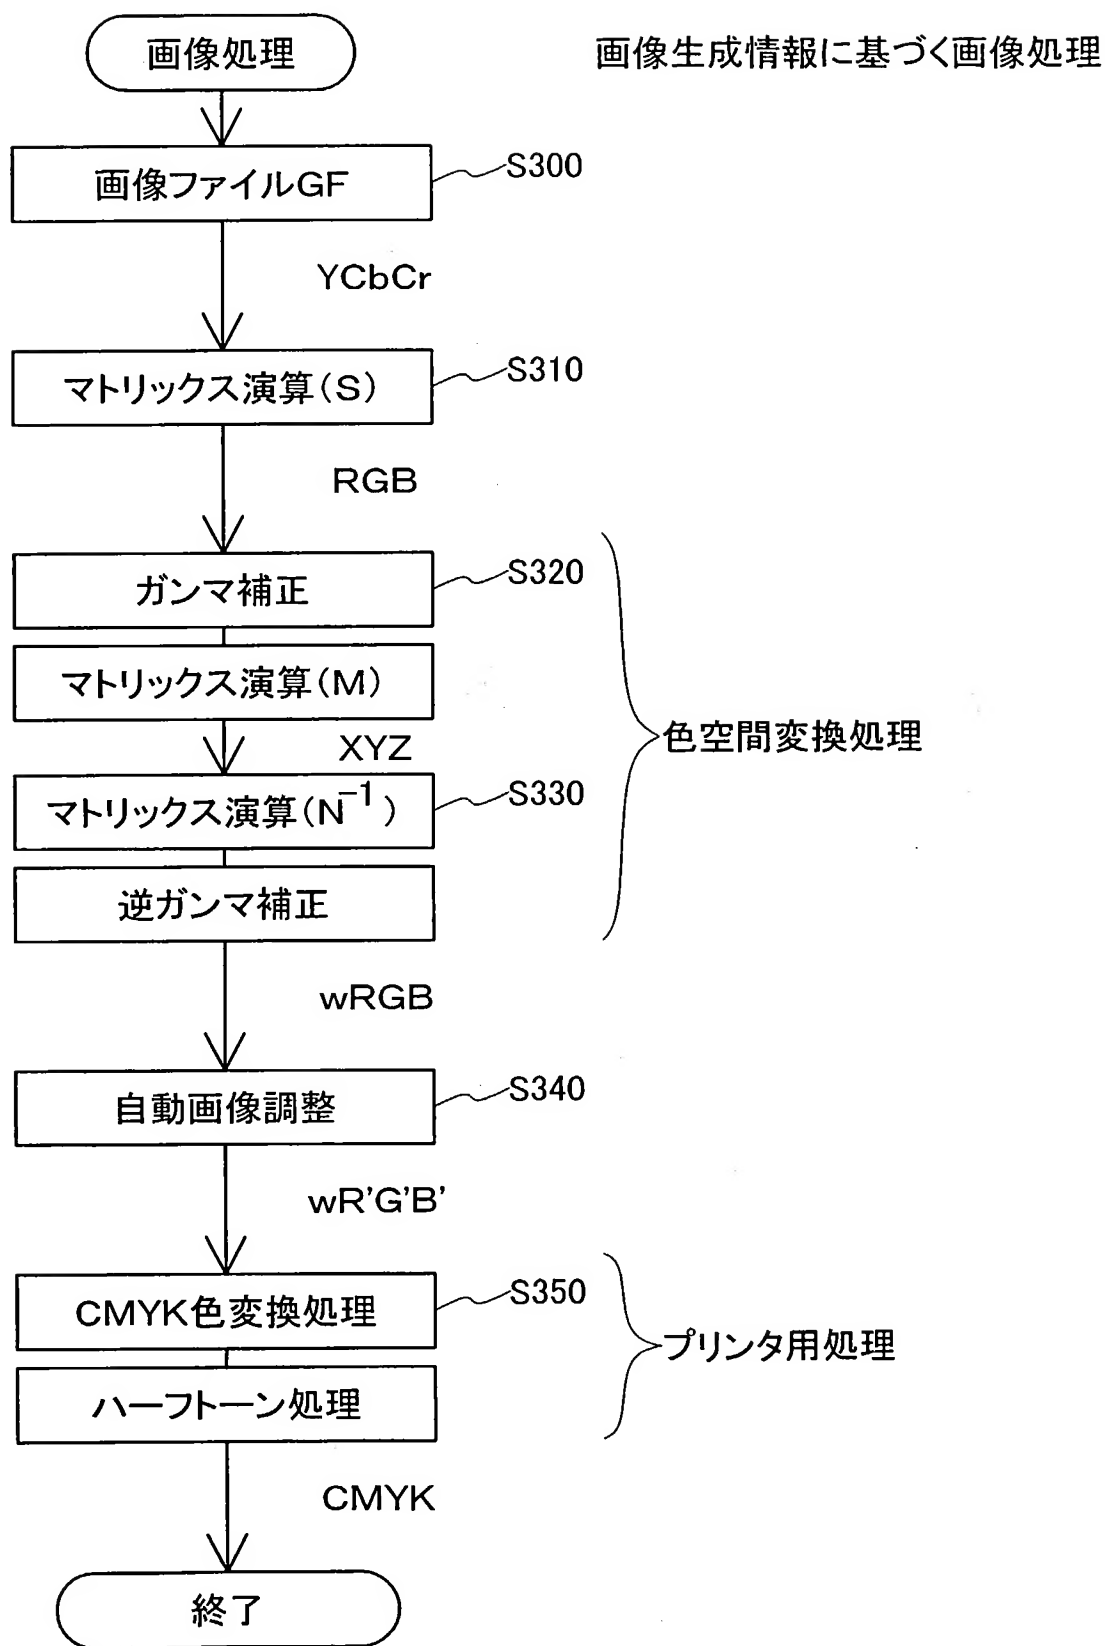 画像処理
画像生成情報に基づく画像処理
画像ファイルGF
S300
YCbCr
マトリックス演算(S)
S310
RGB
ガンマ補正
S320
マトリックス演算(M)
XYZ
マトリックス演算(N⁻¹)
S330
逆ガンマ補正
色空間変換処理
wRGB
自動画像調整
S340
wR'G'B'
CMYK色変換処理
S350
ハーフトーン処理
プリンタ用処理
CMYK
終了